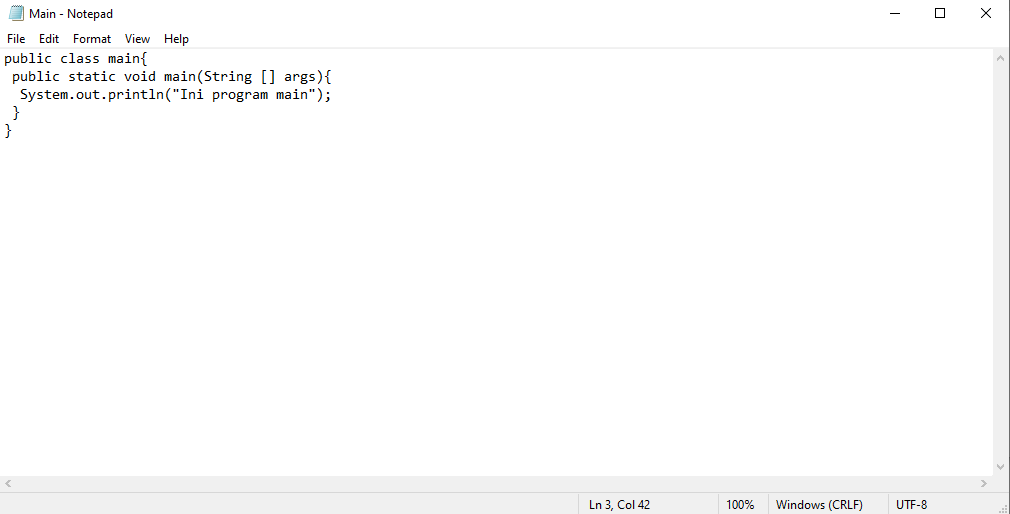 Main - Notepad
File Edit Format View Help
public class main{
 public static void main(String [] args){
  System.out.println("Ini program main");
 }
}
Ln 3, Col 42 100% Windows (CRLF) UTF-8